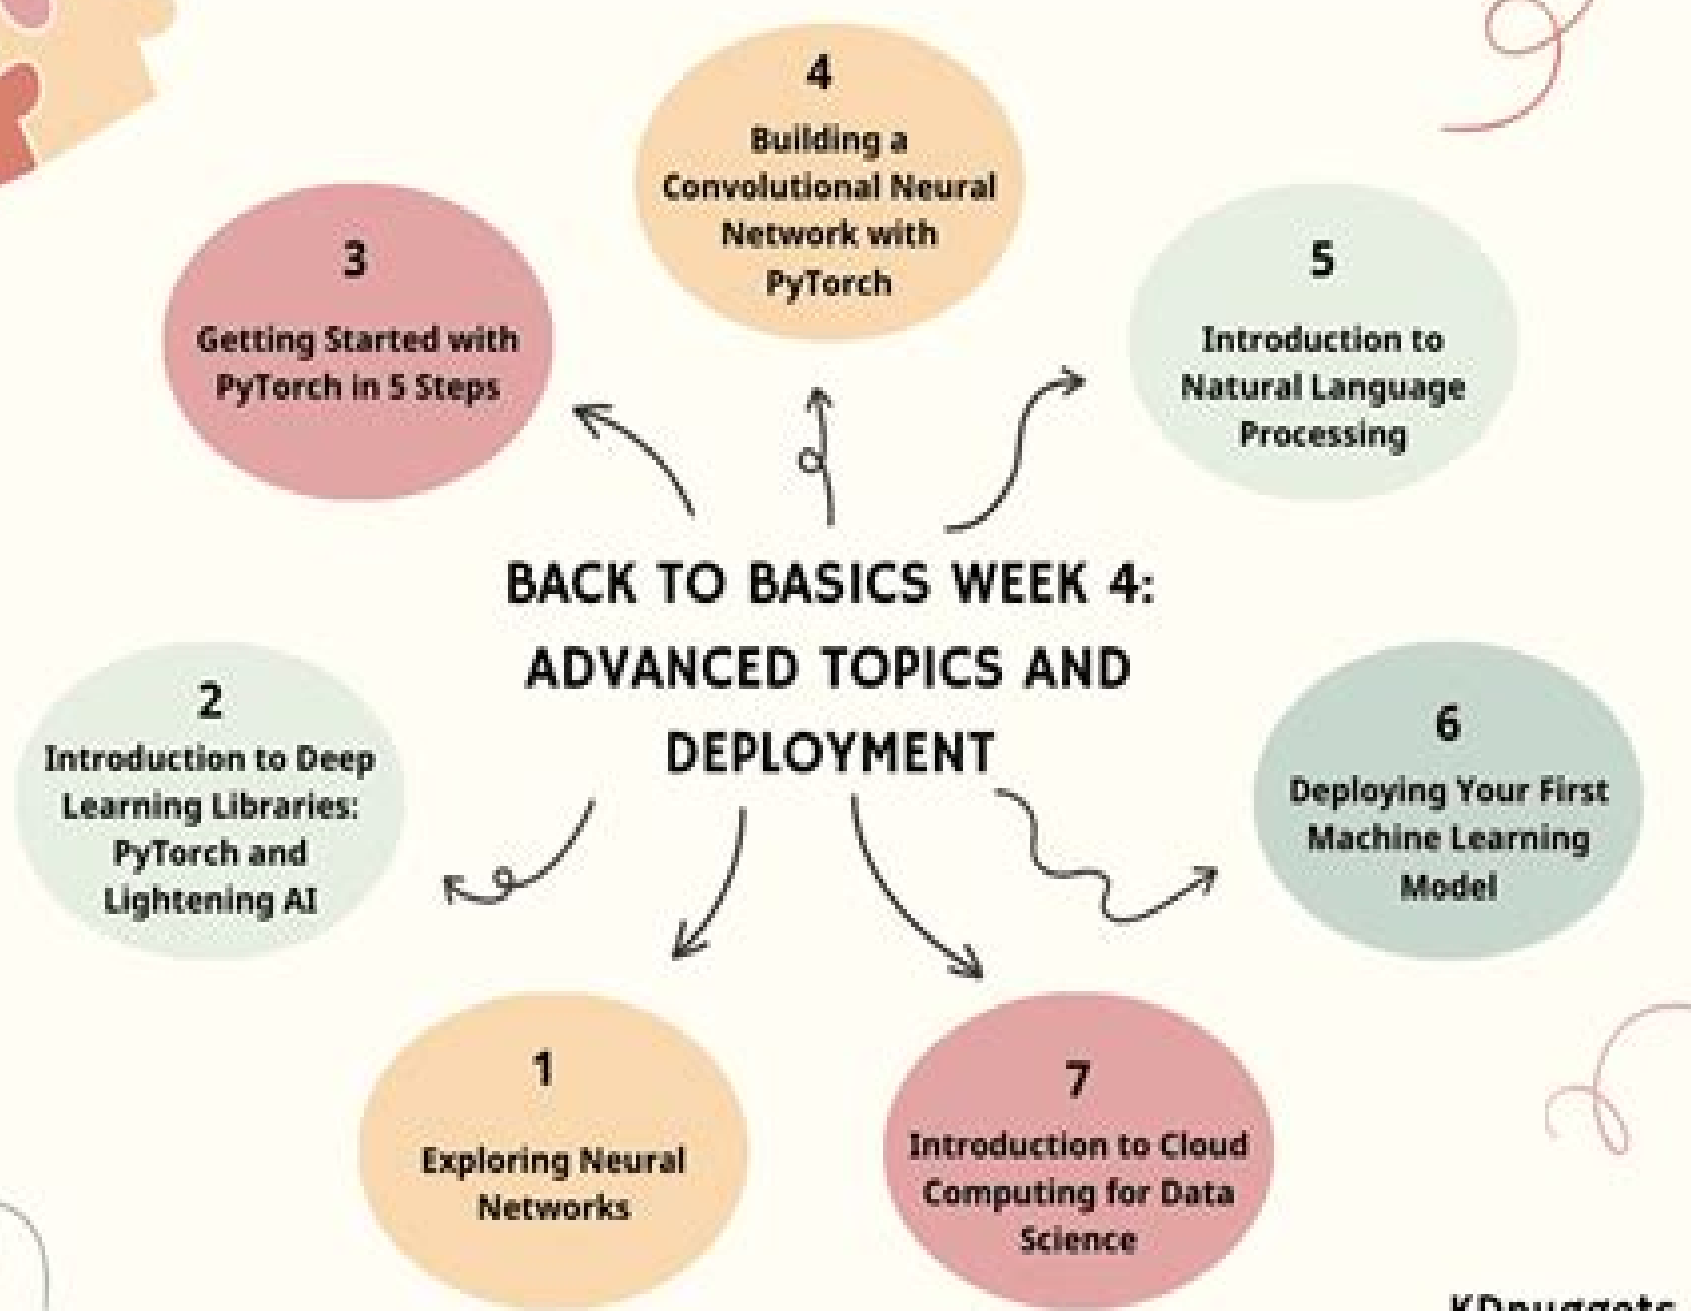 4
Building a
Convolutional Neural
Network with
PyTorch
3
Getting Started with
PyTorch in 5 Steps
5
Introduction to
Natural Language
Processing
BACK TO BASICS WEEK 4:
ADVANCED TOPICS AND
DEPLOYMENT
2
Introduction to Deep
Learning Libraries:
PyTorch and
Lightening AI
6
Deploying Your First
Machine Learning
Model
1
Exploring Neural
Networks
7
Introduction to Cloud
Computing for Data
Science
KDnuggets